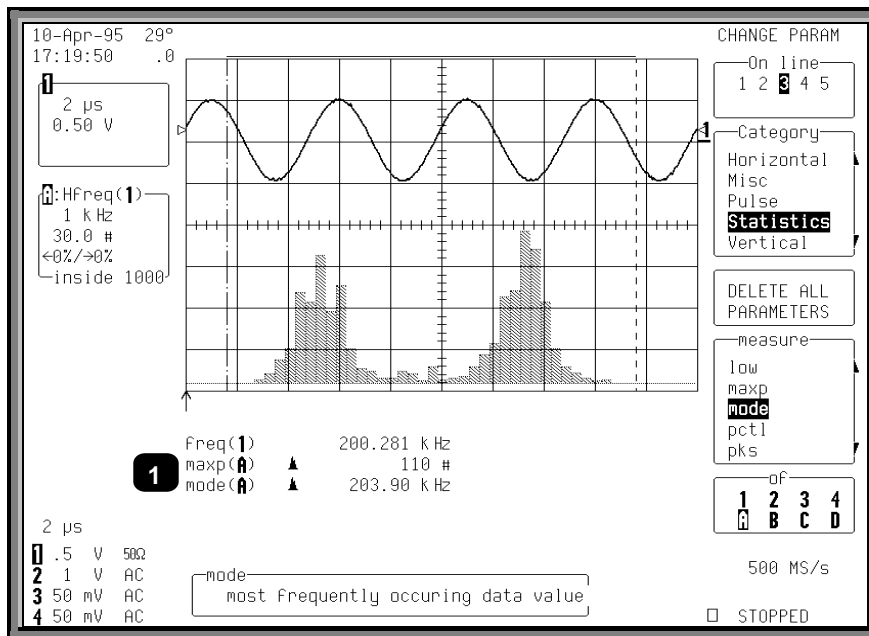 10-Apr-95 29°
17:19:50 .0
1
2 µs
0.50 V
A:Hfreq(1)
1 kHz
30.0 #
←0%/→0%
inside 1000
1
CHANGE PARAM
On line
1 2 3 4 5
Category
Horizontal
Misc
Pulse
Statistics
Vertical
DELETE ALL
PARAMETERS
measure
low
maxp
mode
pctl
pks
of
1 2 3 4
A B C D
freq(1) 200.281 kHz
1
maxp(A) 110 #
mode(A) 203.90 kHz
2 µs
1 .5 V 50Ω
2 1 V AC
3 50 mV AC
4 50 mV AC
mode
most frequently occuring data value
500 MS/s
STOPPED